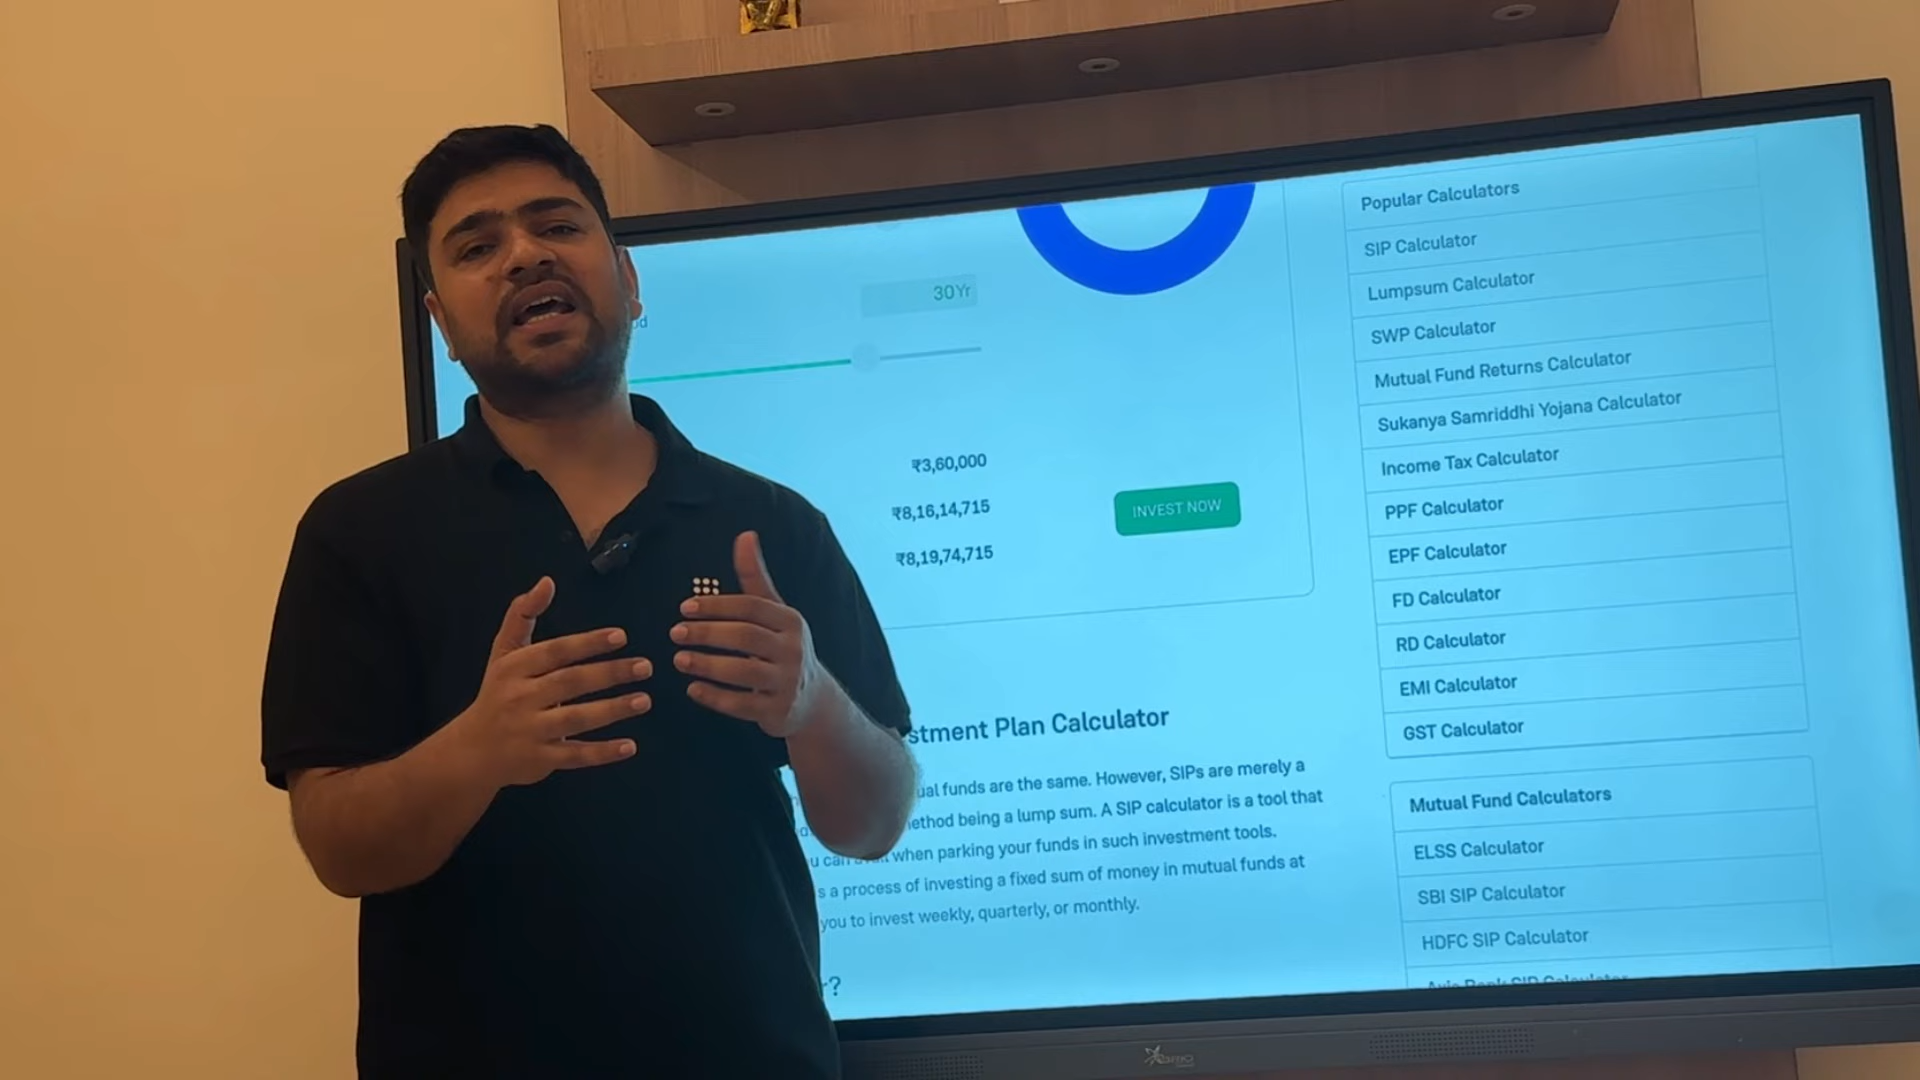 30Yr
₹3,60,000
₹8,16,14,715
₹8,19,74,715
INVEST NOW
stment Plan Calculator
ual funds are the same. However, SIPs are merely a
ethod being a lump sum. A SIP calculator is a tool that
u can when parking your funds in such investment tools.
s a process of investing a fixed sum of money in mutual funds at
you to invest weekly, quarterly, or monthly.
r?
Popular Calculators
SIP Calculator
Lumpsum Calculator
SWP Calculator
Mutual Fund Returns Calculator
Sukanya Samriddhi Yojana Calculator
Income Tax Calculator
PPF Calculator
EPF Calculator
FD Calculator
RD Calculator
EMI Calculator
GST Calculator
Mutual Fund Calculators
ELSS Calculator
SBI SIP Calculator
HDFC SIP Calculator
Axis Bank SIP Calculator